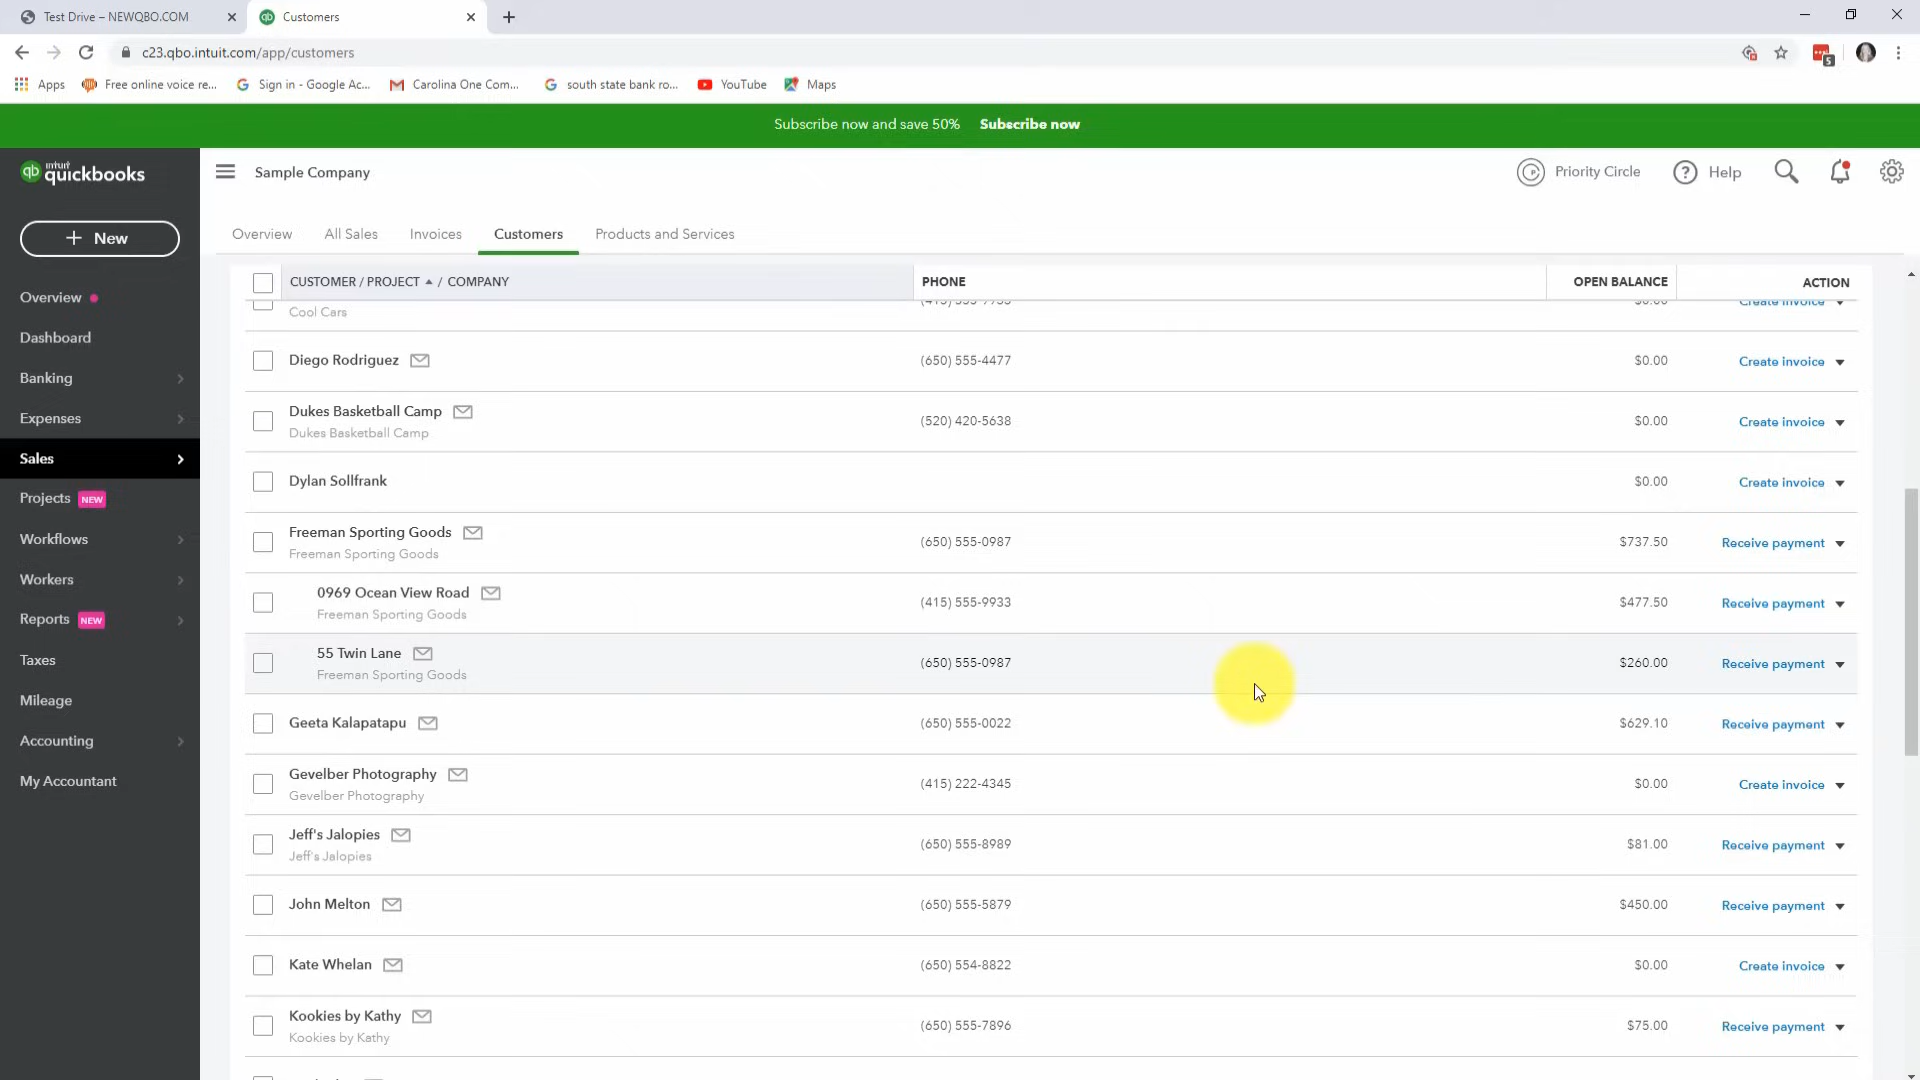 Test Drive – NEWQBO.COM
Customers
c23.qbo.intuit.com/app/customers
5
Apps
Free online voice re...
Sign in - Google Ac...
Carolina One Com...
south state bank ro...
YouTube
Maps
Subscribe now and save 50% Subscribe now
intuit quickbooks
Sample Company
Priority Circle
Help
+ New
Overview
Dashboard
Banking
Expenses
Sales
Projects NEW
Workflows
Workers
Reports NEW
Taxes
Mileage
Accounting
My Accountant
Overview All Sales Invoices Customers Products and Services
CUSTOMER / PROJECT / COMPANY PHONE OPEN BALANCE ACTION
$0.00 Create invoice
Cool Cars
Diego Rodriguez (650) 555-4477 $0.00 Create invoice
Dukes Basketball Camp (520) 420-5638 $0.00 Create invoice
Dukes Basketball Camp
Dylan Sollfrank $0.00 Create invoice
Freeman Sporting Goods (650) 555-0987 $737.50 Receive payment
Freeman Sporting Goods
0969 Ocean View Road (415) 555-9933 $477.50 Receive payment
Freeman Sporting Goods
55 Twin Lane (650) 555-0987 $260.00 Receive payment
Freeman Sporting Goods
Geeta Kalapatapu (650) 555-0022 $629.10 Receive payment
Gevelber Photography (415) 222-4345 $0.00 Create invoice
Gevelber Photography
Jeff's Jalopies (650) 555-8989 $81.00 Receive payment
Jeff's Jalopies
John Melton (650) 555-5879 $450.00 Receive payment
Kate Whelan (650) 554-8822 $0.00 Create invoice
Kookies by Kathy (650) 555-7896 $75.00 Receive payment
Kookies by Kathy